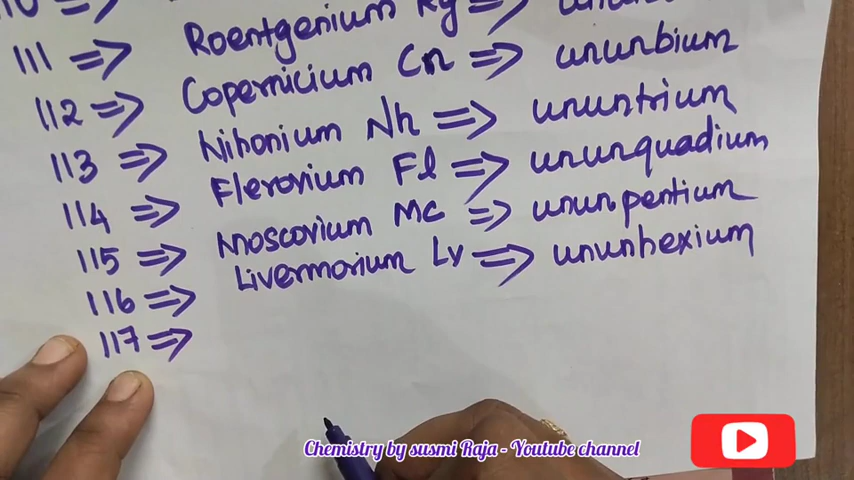 110 ⇒
111 ⇒ Roentgenium Rg ⇒
112 ⇒ Copernicium Cn ⇒ ununbium
113 ⇒ Nihonium Nh ⇒ ununtrium
114 ⇒ Flerovium Fl ⇒ ununquadium
115 ⇒ Moscovium Mc ⇒ ununpentium
116 ⇒ Livermorium Lv ⇒ ununhexium
117 ⇒
Chemistry by susmi Raja - Youtube channel